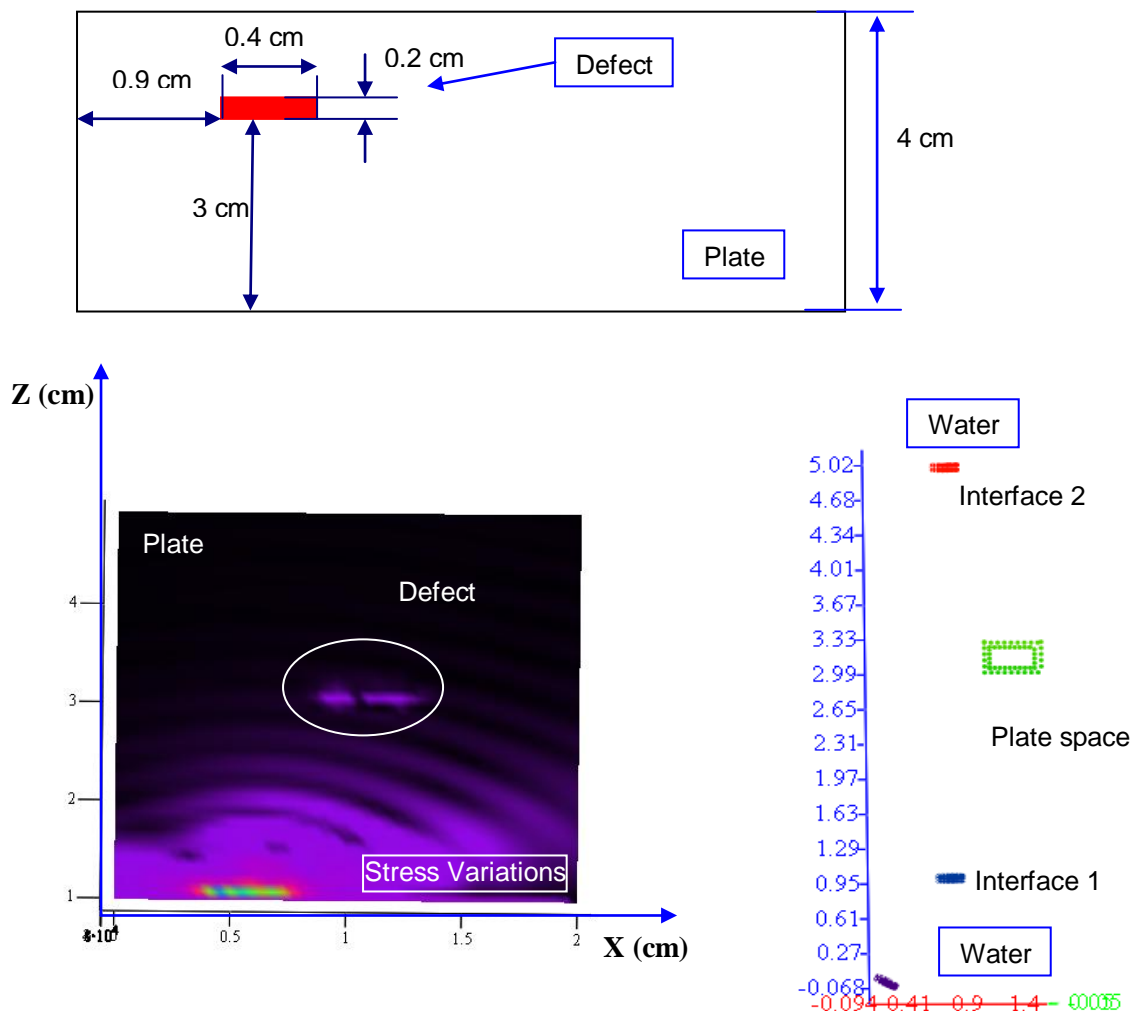 0.4 cm
0.2 cm
Defect
0.9 cm
4 cm
3 cm
Plate
Z (cm)
Plate
Defect
4
3
2
1
Stress Variations
0.5
1
1.5
2
X (cm)
Water
5.02
Interface 2
4.68
4.34
4.01
3.67
3.33
2.99
2.65
Plate space
2.31
1.97
1.63
1.29
0.95
Interface 1
0.61
0.27
Water
-0.068
-0.094 0.41 0.9 1.4